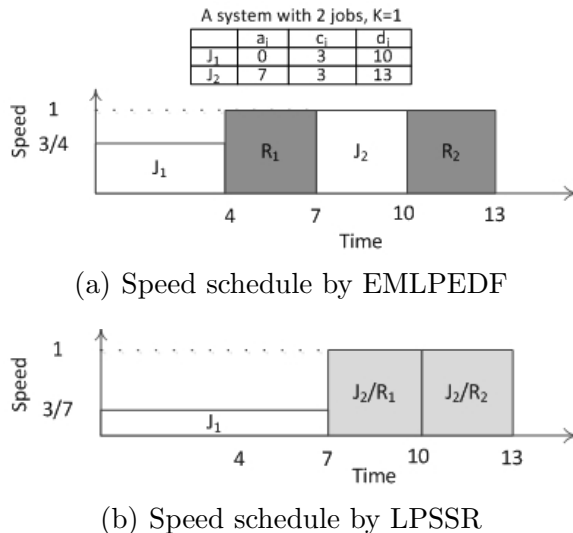 A system with 2 jobs, K=1
ai ci di
J1 0 3 10
J2 7 3 13
Speed
1
3/4
J1
R1
J2
R2
4 7 10 13
Time
(a) Speed schedule by EMLPEDF
Speed
1
3/7
J1
J2/R1
J2/R2
4 7 10 13
Time
(b) Speed schedule by LPSSR